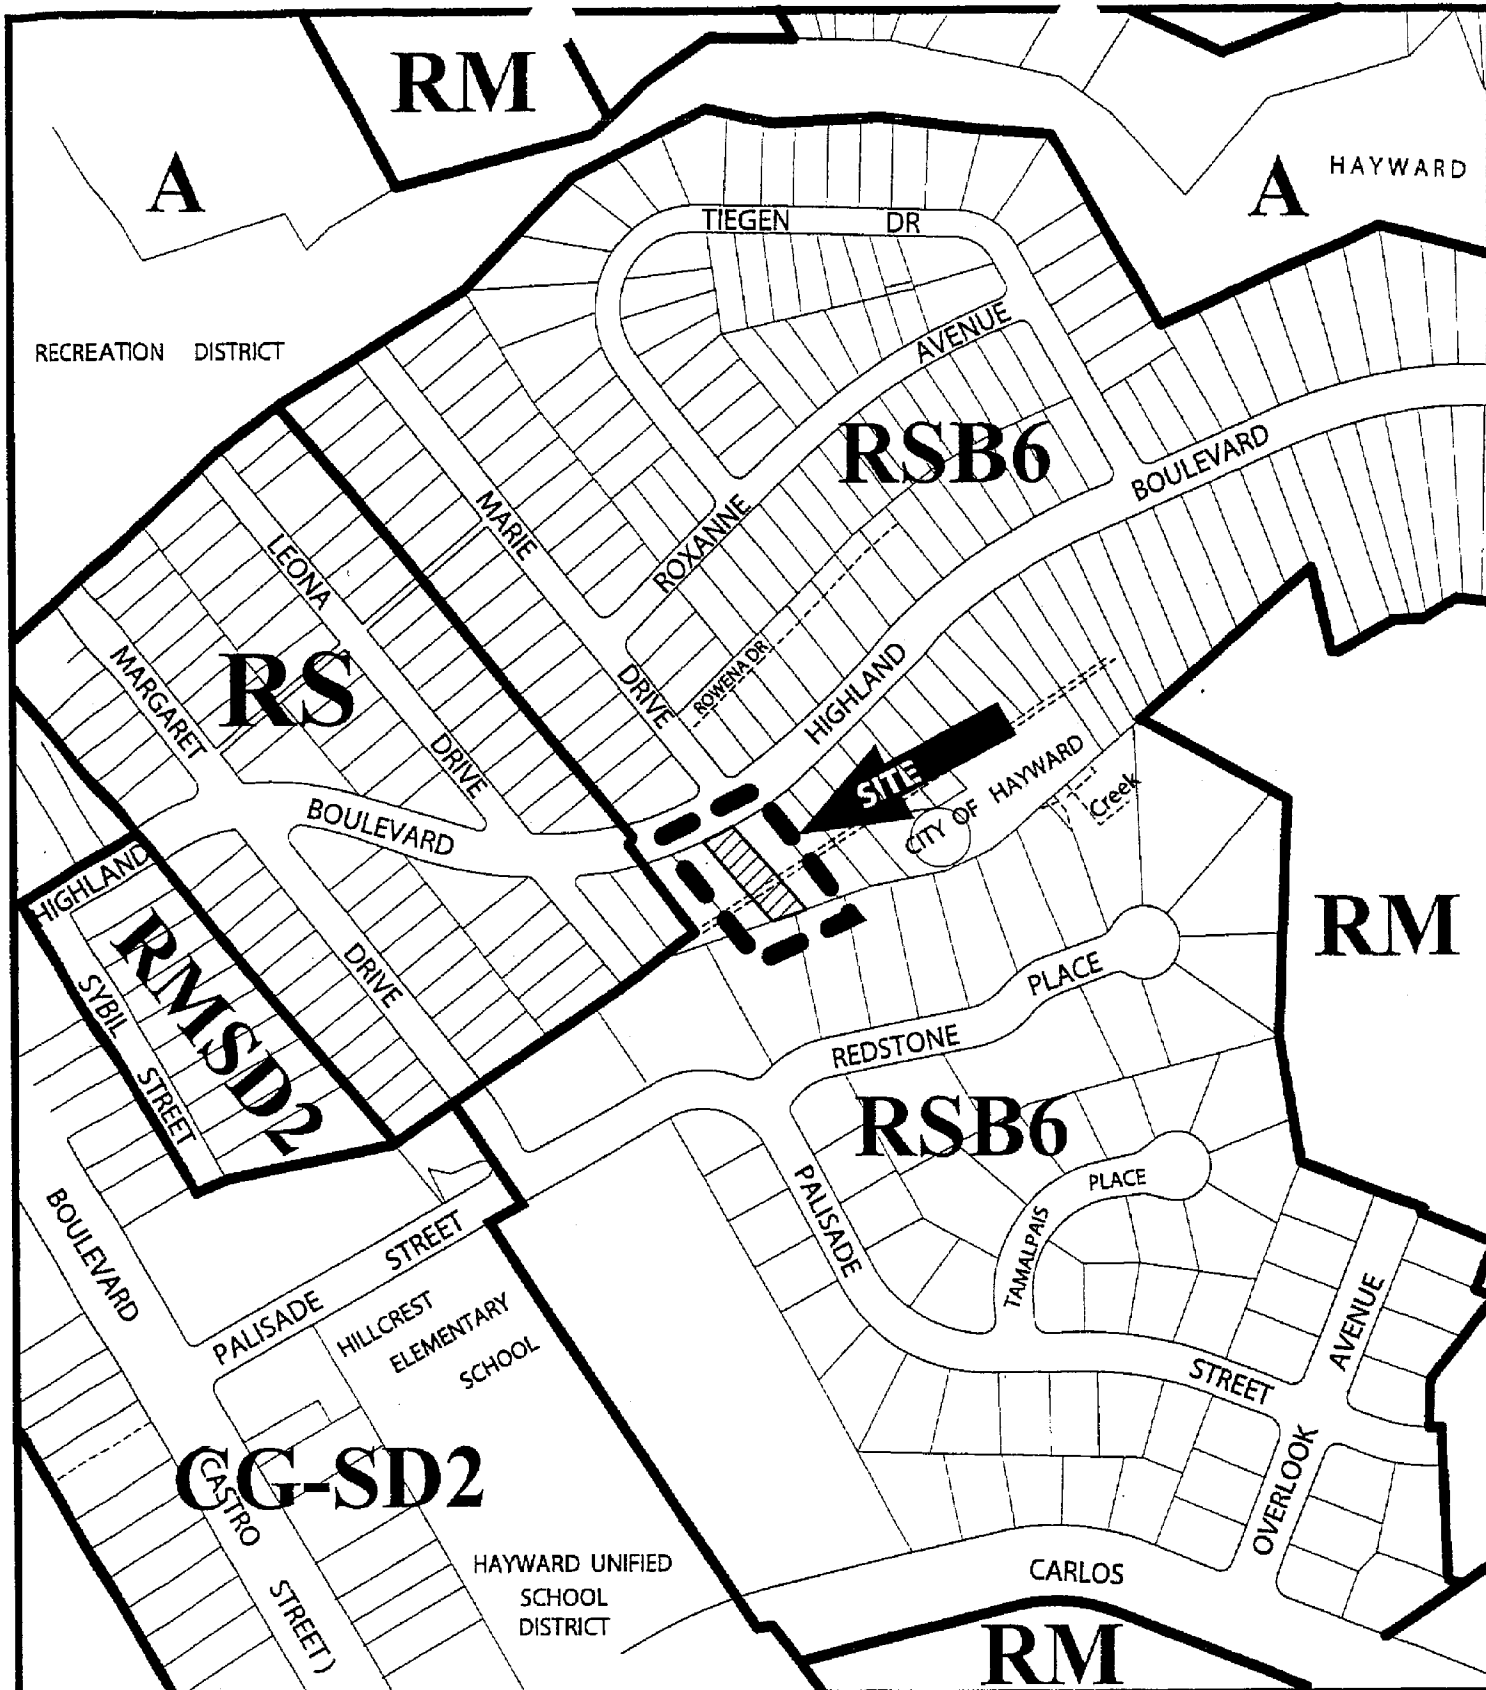 RM
A
A
HAYWARD
TIEGEN DR
RECREATION DISTRICT
AVENUE
RSB6
BOULEVARD
MARIE
LEONA
ROXANNE
RS
MARGARET
DRIVE
ROWENA DR
HIGHLAND
DRIVE
SITE
CITY OF HAYWARD
Creek
BOULEVARD
HIGHLAND
RMSD2
DRIVE
RM
SYBIL
STREET
PLACE
REDSTONE
RSB6
PLACE
PALISADE
TAMALPAIS
BOULEVARD
STREET
PALISADE
HILLCREST
ELEMENTARY
SCHOOL
AVENUE
STREET
CG-SD2
CASTRO
STREET)
OVERLOOK
HAYWARD UNIFIED
SCHOOL
DISTRICT
CARLOS
RM